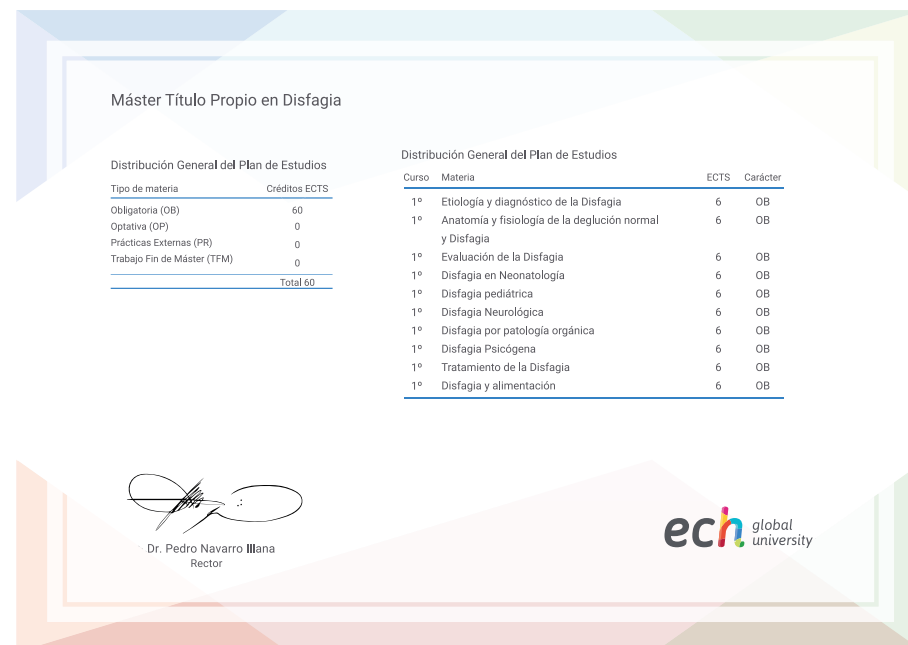 Máster Título Propio en Disfagia
Distribución General del Plan de Estudios
Tipo de materia Créditos ECTS
Obligatoria (OB) 60
Optativa (OP) 0
Prácticas Externas (PR) 0
Trabajo Fin de Máster (TFM) 0
Total 60
Distribución General del Plan de Estudios
Curso Materia ECTS Carácter
1º Etiología y diagnóstico de la Disfagia 6 OB
1º Anatomía y fisiología de la deglución normal 6 OB
y Disfagia
1º Evaluación de la Disfagia 6 OB
1º Disfagia en Neonatología 6 OB
1º Disfagia pediátrica 6 OB
1º Disfagia Neurológica 6 OB
1º Disfagia por patología orgánica 6 OB
1º Disfagia Psicógena 6 OB
1º Tratamiento de la Disfagia 6 OB
1º Disfagia y alimentación 6 OB
Dr. Pedro Navarro Illana
Rector
ech global
university